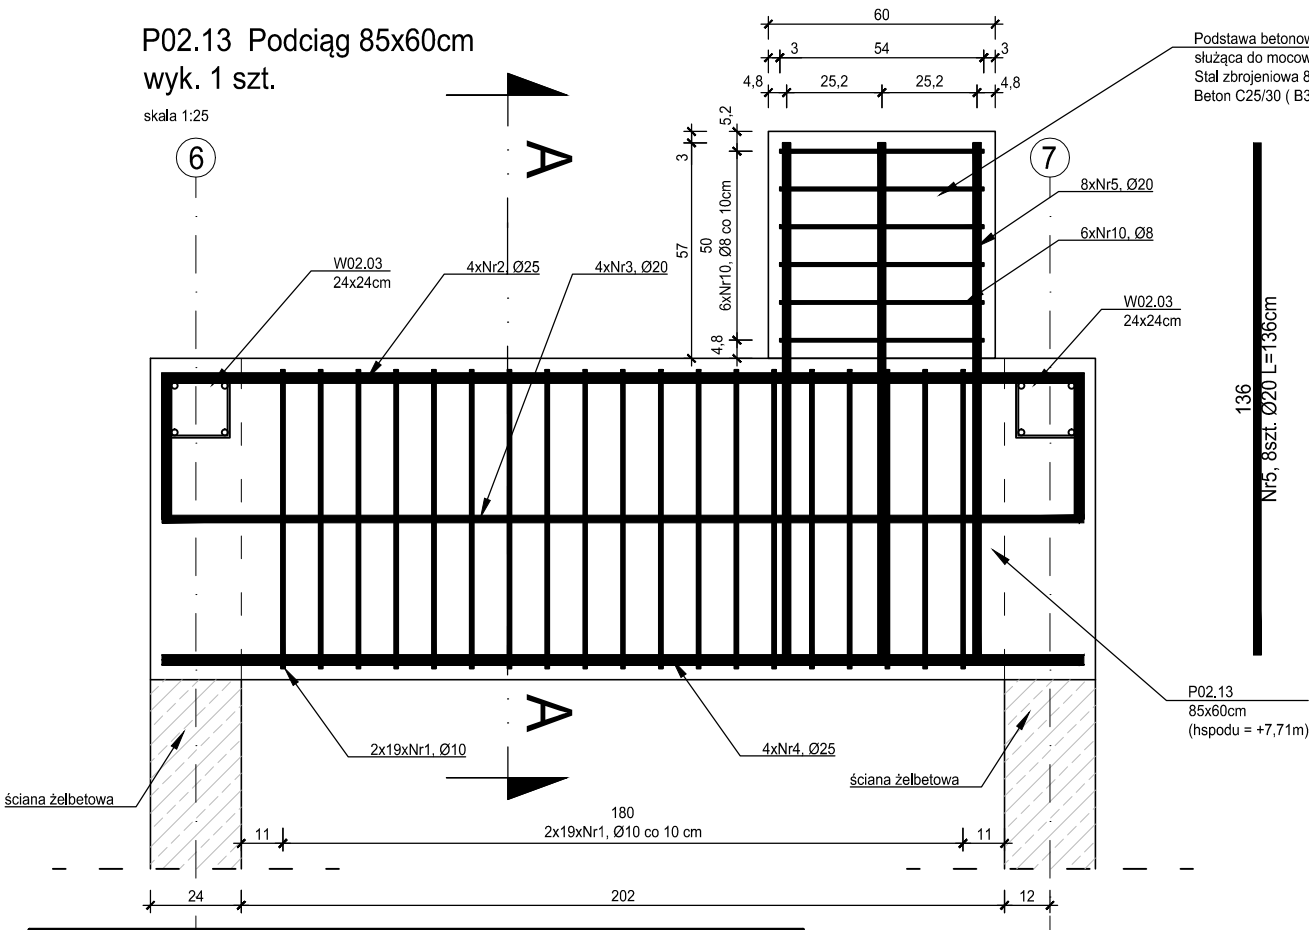 P02.13 Podciąg 85x60cm
wyk. 1 szt.
skala 1:25
6
7
A
A
60
3
54
3
4,8
25,2
25,2
4,8
5,2
3
57
50
6xNr10, Ø8 co 10cm
4,8
Podstawa betonow
służąca do mocow
Stal zbrojeniowa 8
Beton C25/30 ( B3
8xNr5, Ø20
6xNr10, Ø8
W02.03
24x24cm
4xNr2, Ø25
4xNr3, Ø20
W02.03
24x24cm
136
Nr5, 8szt. Ø20 L=136cm
P02.13
85x60cm
(hspodu = +7,71m)
2x19xNr1, Ø10
4xNr4, Ø25
ściana żelbetowa
ściana żelbetowa
11
180
2x19xNr1, Ø10 co 10 cm
11
24
202
12